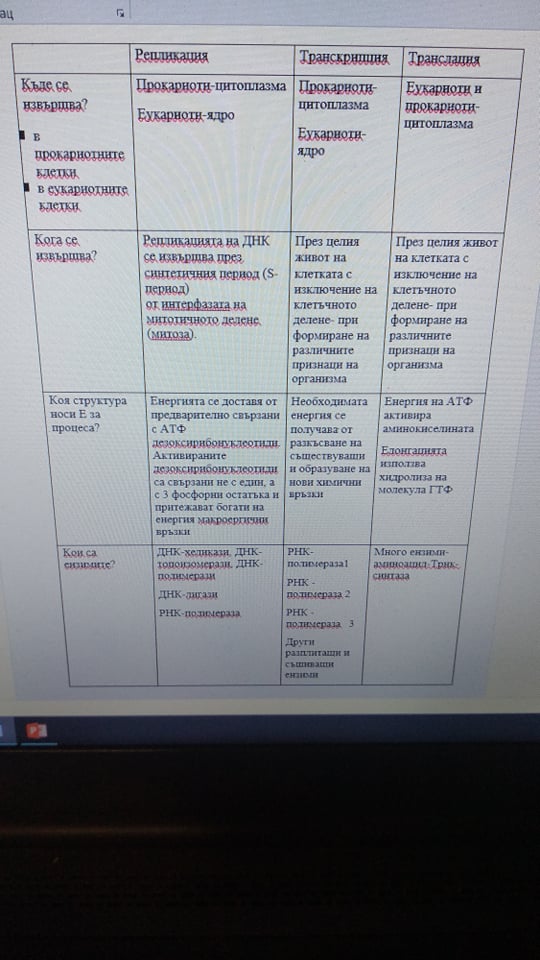 ац
Репликация
Транскрипция
Транслация
Къде се
извършва?
в
прокариотните
клетки
в еукариотните
клетки
Прокариоти-цитоплазма
Еукариоти-ядро
Прокариоти-
цитоплазма
Еукариоти-
ядро
Еукариоти и
прокариоти-
цитоплазма
Кога се
извършва?
Репликацията на ДНК
се извършва през
синтетичния период (S-
период)
от интерфазата на
митотичното делене
(митоза).
През целия
живот на
клетката с
изключение на
клетъчното
делене- при
формиране на
различните
признаци на
организма
През целия живот
на клетката с
изключение на
клетъчното
делене- при
формиране на
различните
признаци на
организма
Коя структура
носи Е за
процеса?
Енергията се доставя от
предварително свързани
с АТФ
дезоксирибонуклеотиди.
Активираните
дезоксирибонуклеотиди
са свързани не с един, а
с 3 фосфорни остатъка и
притежават богати на
енергия макроергични
връзки
Необходимата
енергия се
получава от
разкъсване на
съществуващи
и образуване на
нови химични
връзки
Енергия на АТФ
активира
аминокиселината
Елонгацията
използва
хидролиза на
молекула ГТФ
Кои са
ензимите?
ДНК-хеликази, ДНК-
топоизомерази, ДНК-
полимерази
ДНК-лигази
РНК-полимераза
РНК-
полимераза1
РНК -
полимераза 2
РНК -
полимераза 3
Други
разплитащи и
съшиващи
ензими
Много ензими-
аминоацил-Трнк-
синтаза